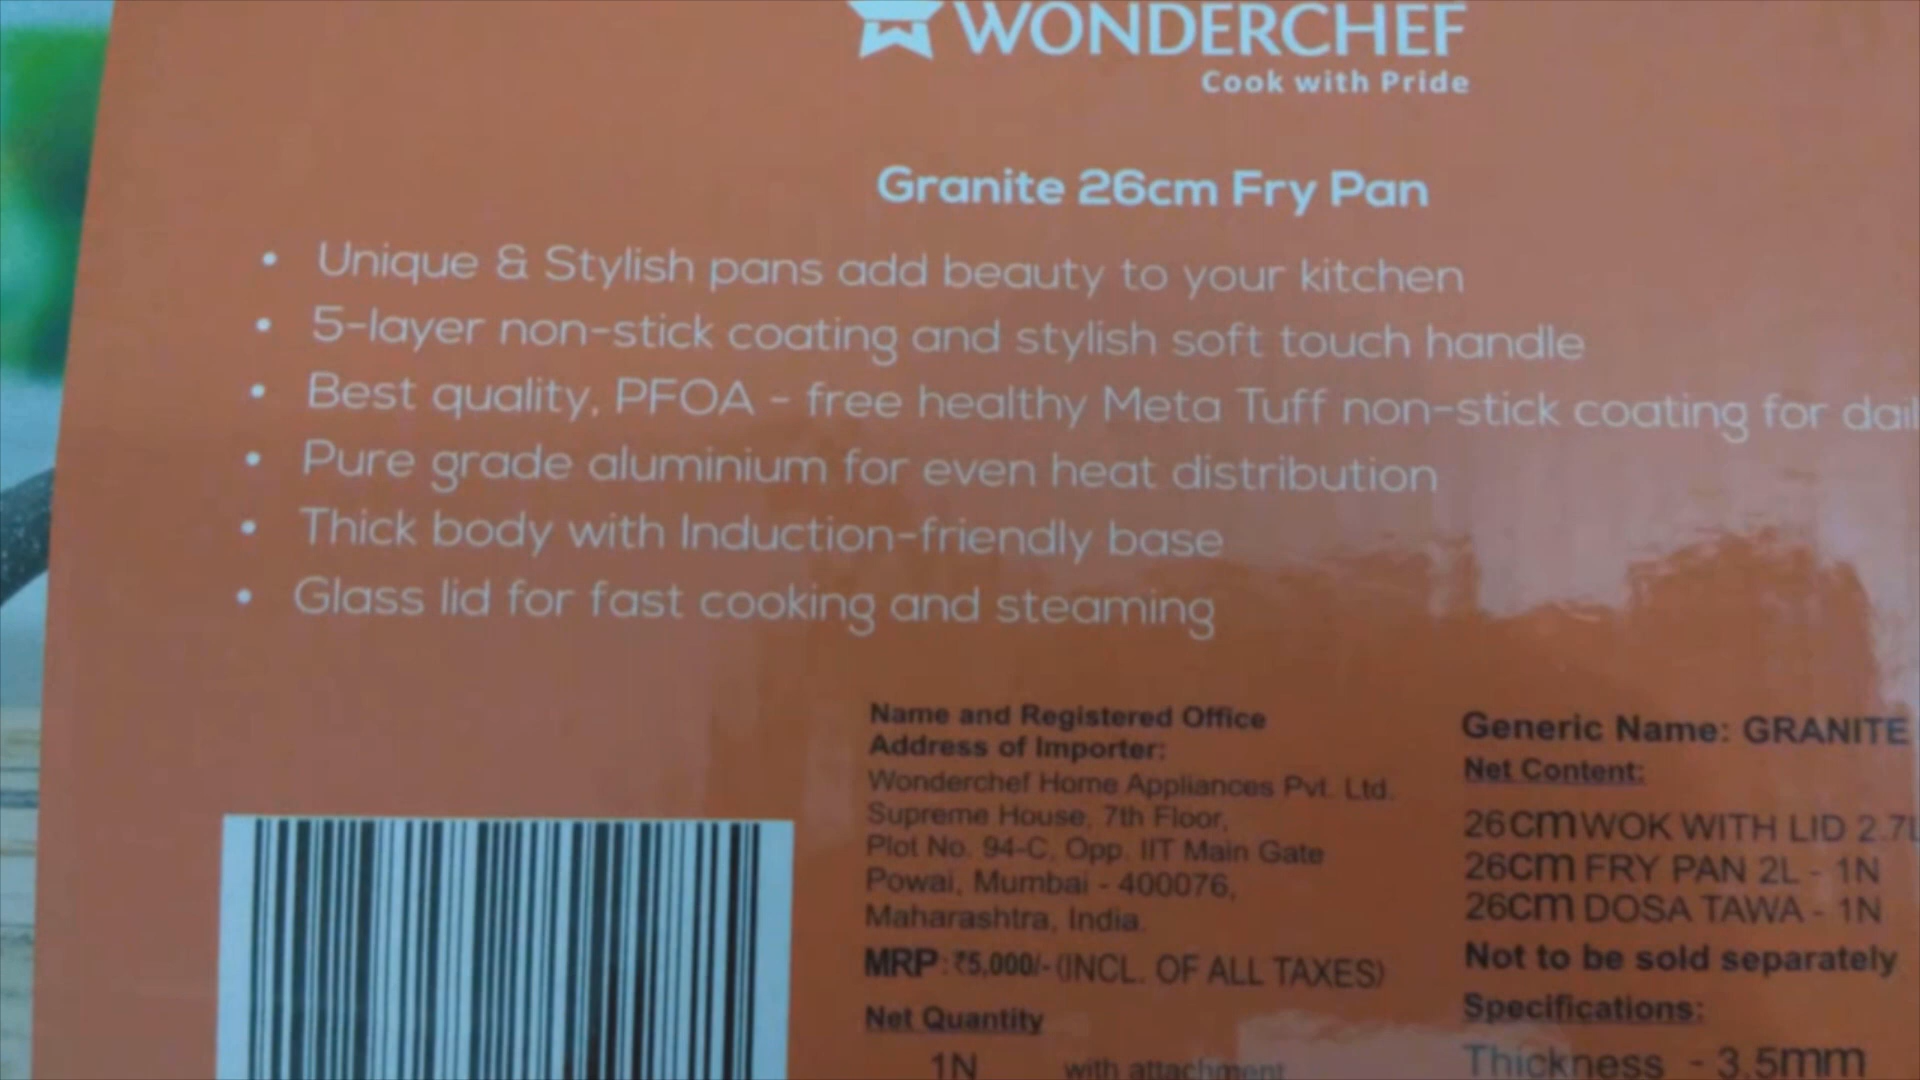 WONDERCHEF
Cook with Pride
Granite 26cm Fry Pan
• Unique & Stylish pans add beauty to your kitchen
• 5-layer non-stick coating and stylish soft touch handle
• Best quality, PFOA - free healthy Meta Tuff non-stick coating for dail
• Pure grade aluminium for even heat distribution
• Thick body with Induction-friendly base
• Glass lid for fast cooking and steaming
Name and Registered Office
Address of Importer:
Wonderchef Home Appliances Pvt. Ltd.
Supreme House, 7th Floor,
Plot No. 94-C, Opp. IIT Main Gate
Powai, Mumbai - 400076,
Maharashtra, India.
MRP: ₹5,000/- (INCL. OF ALL TAXES)
Net Quantity
1N with attachment
Generic Name: GRANITE
Net Content:
26cm WOK WITH LID 2.7L
26cm FRY PAN 2L - 1N
26cm DOSA TAWA - 1N
Not to be sold separately
Specifications:
Thickness - 3.5mm